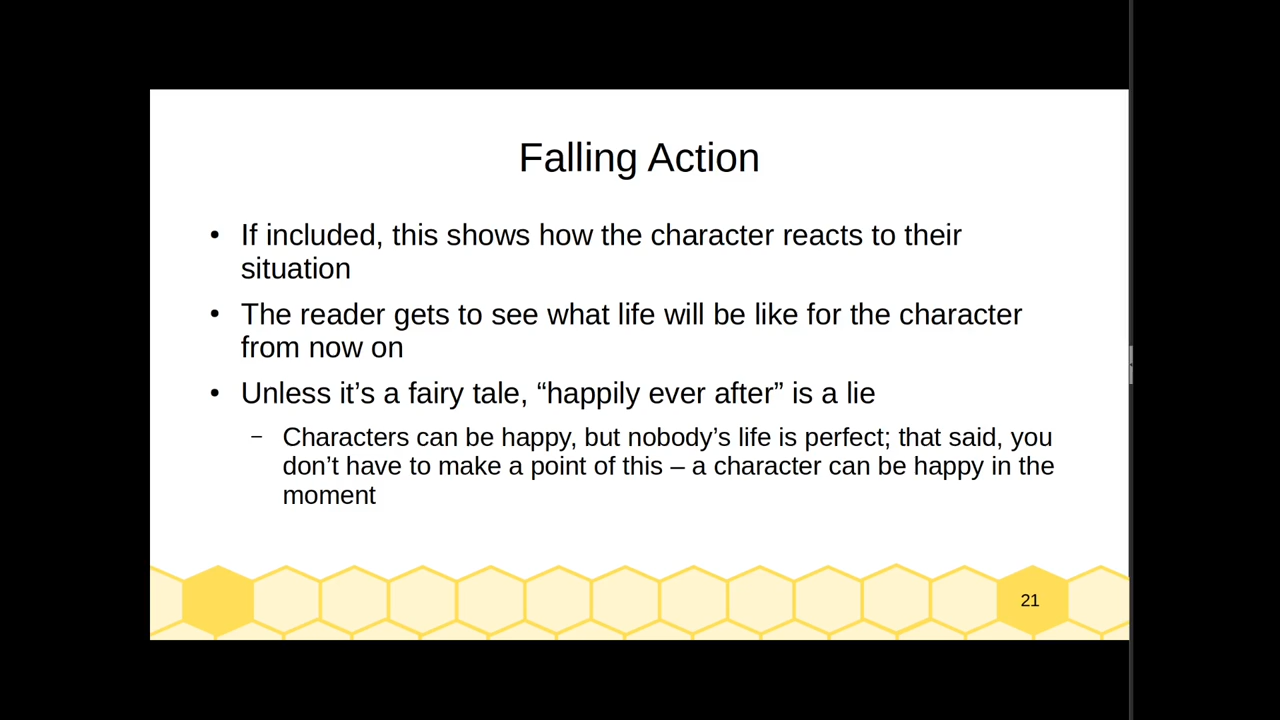 Falling Action
• If included, this shows how the character reacts to their
situation
• The reader gets to see what life will be like for the character
from now on
• Unless it’s a fairy tale, “happily ever after” is a lie
– Characters can be happy, but nobody’s life is perfect; that said, you
don’t have to make a point of this – a character can be happy in the
moment
21